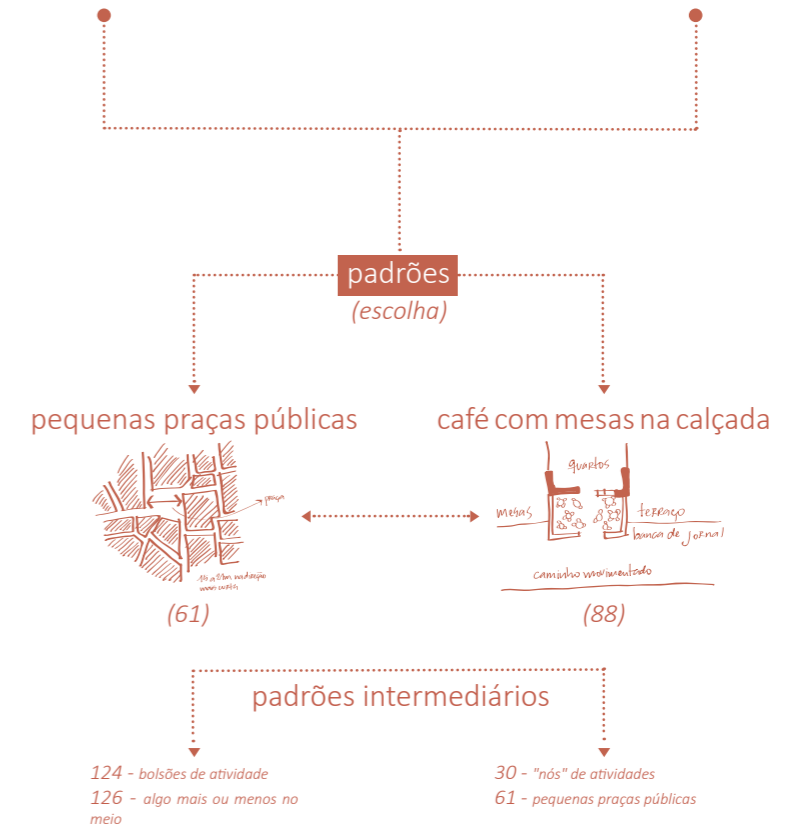 padrões
(escolha)
pequenas praças públicas
café com mesas na calçada
praça
(61)
quartos
mesas
terraço
banca de jornal
caminho movimentado
(88)
padrões intermediários
124 - bolsões de atividade
126 - algo mais ou menos no
meio
30 - "nós" de atividades
61 - pequenas praças públicas